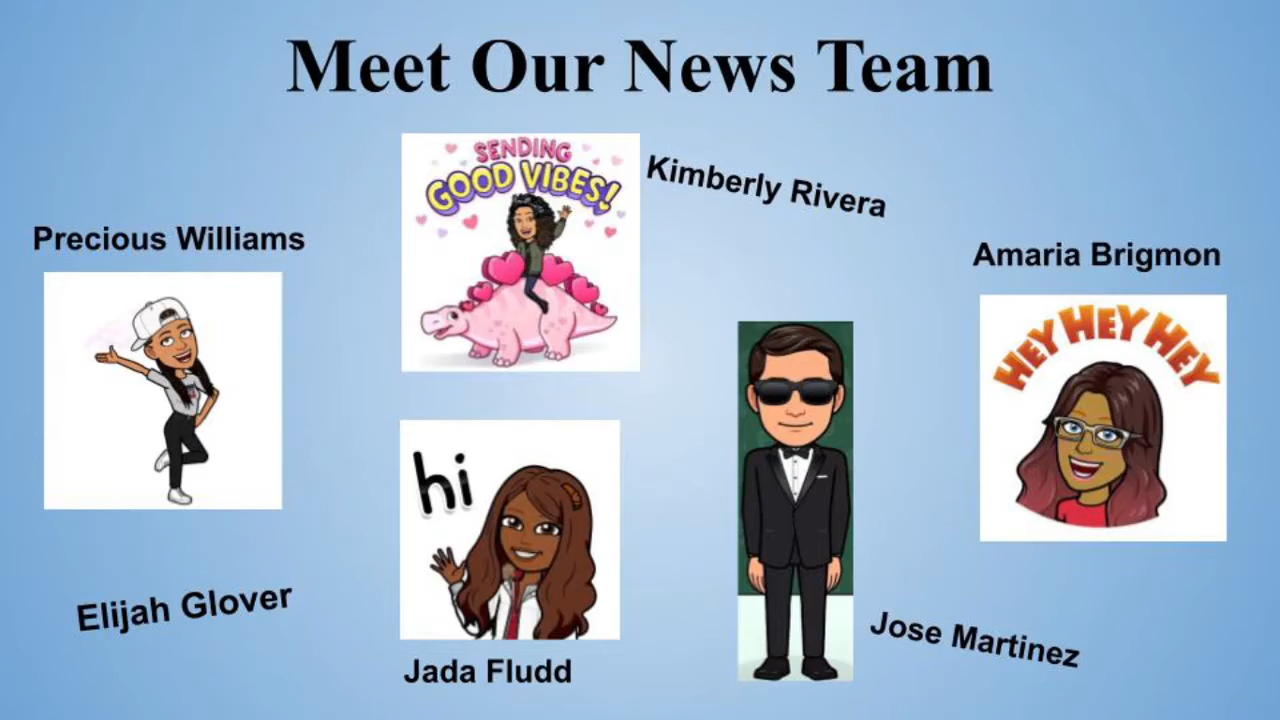 Meet Our News Team
SENDING
GOOD VIBES!
Kimberly Rivera
Precious Williams
Amaria Brigmon
HEY HEY HEY
hi
Elijah Glover
Jose Martinez
Jada Fludd